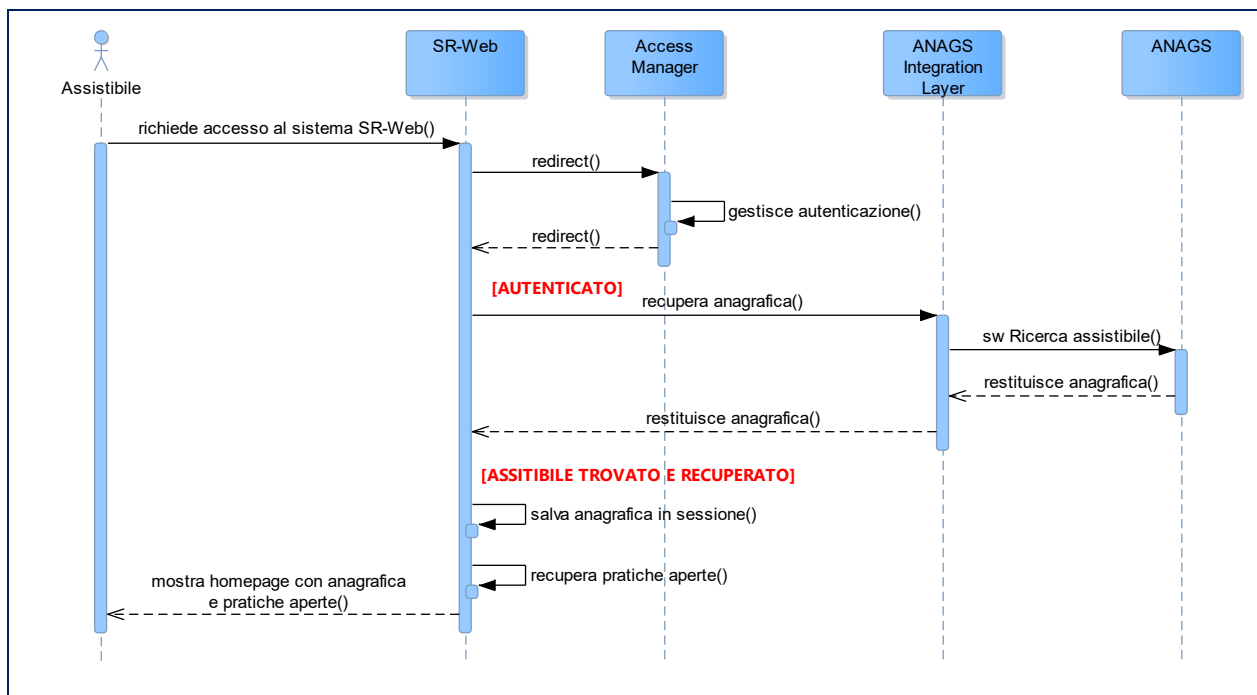 SR-Web
Access
Manager
ANAGS
Integration
Layer
ANAGS
Assistibile
richiede accesso al sistema SR-Web()
redirect()
gestisce autenticazione()
redirect()
[AUTENTICATO]
recupera anagrafica()
sw Ricerca assistibile()
restituisce anagrafica()
restituisce anagrafica()
[ASSITIBILE TROVATO E RECUPERATO]
salva anagrafica in sessione()
recupera pratiche aperte()
mostra homepage con anagrafica
e pratiche aperte()